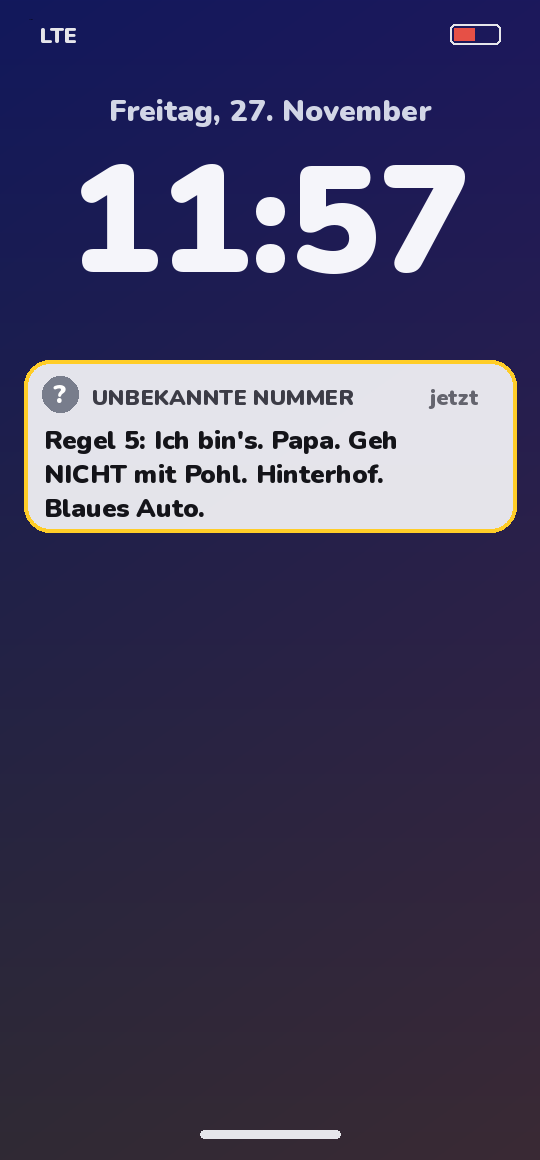 LTE
Freitag, 27. November
11:57
? UNBEKANNTE NUMMER jetzt
Regel 5: Ich bin's. Papa. Geh
NICHT mit Pohl. Hinterhof.
Blaues Auto.